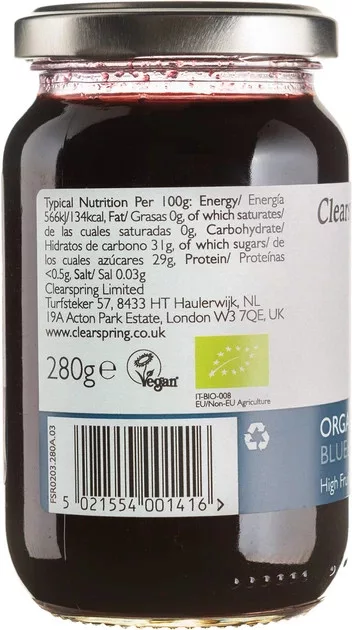 Typical Nutrition Per 100g: Energy/ Energía
566kJ/134kcal, Fat/ Grasas 0g, of which saturates/
de las cuales saturadas 0g, Carbohydrate/
Hidratos de carbono 31g, of which sugars/ de
los cuales azúcares 29g, Protein/ Proteínas
<0.5g, Salt/ Sal 0.03g
Clearspring Limited
Turfsteker 57, 8433 HT Haulerwijk, NL
19A Acton Park Estate, London W3 7QE, UK
www.clearspring.co.uk
280g e
Vegan
IT-BIO-008
EU/Non-EU Agriculture
FSR0203.280A.03
5 021554 001416 >
Clears
ORGA
BLUE
High Fru